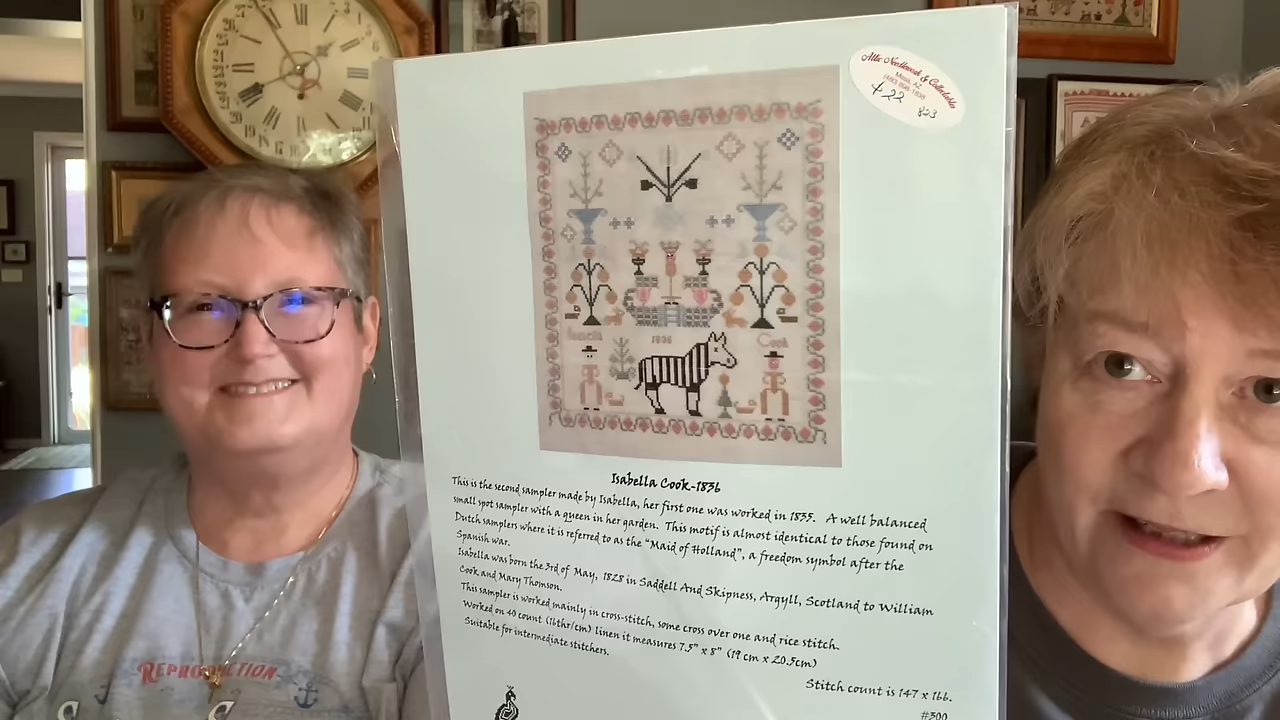 Attic Needlework & Collectables
Mesa, AZ
(480) 898-1838
22
823
Isabella 1836 Cook
Isabella Cook-1836
This is the second sampler made by Isabella, her first one was worked in 1835. A well balanced
small spot sampler with a queen in her garden. This motif is almost identical to those found on
Dutch samplers where it is referred to as the "Maid of Holland", a freedom symbol after the
Spanish war.
Isabella was born the 3rd of May, 1828 in Saddell And Skipness, Argyll, Scotland to William
Cook and Mary Thomson.
This sampler is worked mainly in cross-stitch, some cross over one and rice stitch.
Worked on 40 count (16thr/cm) linen it measures 7.5" x 8" (19 cm x 20.5cm)
Suitable for intermediate stitchers.
Stitch count is 147 x 166.
#300
REPRODUCTION